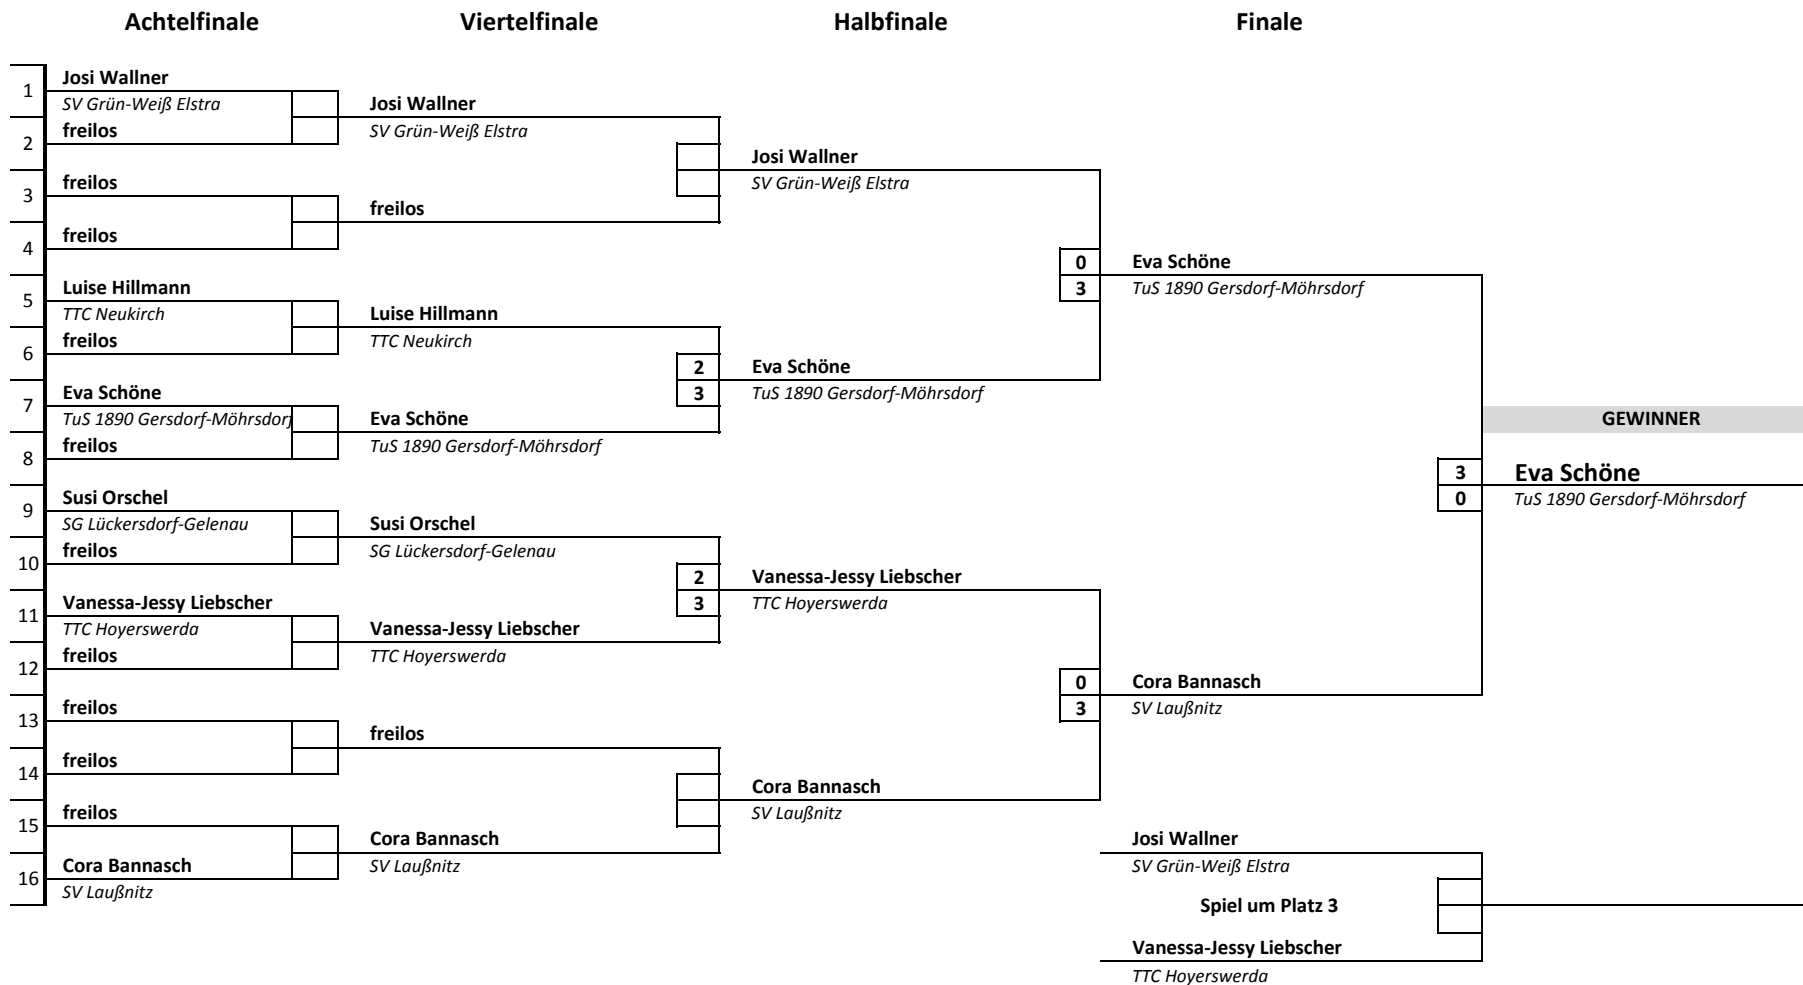 Achtelfinale Viertelfinale Halbfinale Finale
1 Josi Wallner
SV Grün-Weiß Elstra
2 freilos
3 freilos
4 freilos
5 Luise Hillmann
TTC Neukirch
6 freilos
7 Eva Schöne
TuS 1890 Gersdorf-Möhrsdorf
8 freilos
9 Susi Orschel
SG Lückersdorf-Gelenau
10 freilos
11 Vanessa-Jessy Liebscher
TTC Hoyerswerda
12 freilos
13 freilos
14 freilos
15 freilos
16 Cora Bannasch
SV Laußnitz
Josi Wallner
SV Grün-Weiß Elstra
freilos
Luise Hillmann
TTC Neukirch
2
3
Eva Schöne
TuS 1890 Gersdorf-Möhrsdorf
Susi Orschel
SG Lückersdorf-Gelenau
2
3
Vanessa-Jessy Liebscher
TTC Hoyerswerda
freilos
Cora Bannasch
SV Laußnitz
Josi Wallner
SV Grün-Weiß Elstra
0
3
Eva Schöne
TuS 1890 Gersdorf-Möhrsdorf
Vanessa-Jessy Liebscher
TTC Hoyerswerda
0
3
Cora Bannasch
SV Laußnitz
Eva Schöne
TuS 1890 Gersdorf-Möhrsdorf
3
0
Cora Bannasch
SV Laußnitz
GEWINNER
Eva Schöne
TuS 1890 Gersdorf-Möhrsdorf
Josi Wallner
SV Grün-Weiß Elstra
Spiel um Platz 3
Vanessa-Jessy Liebscher
TTC Hoyerswerda